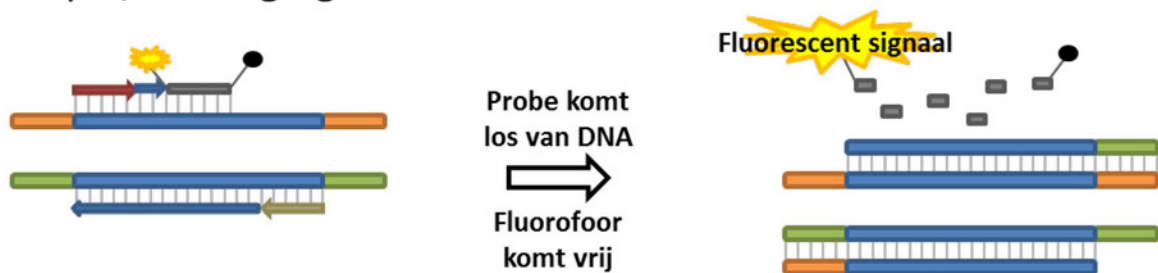 Fluorescent signaal
Probe komt
los van DNA
Fluorofoor
komt vrij